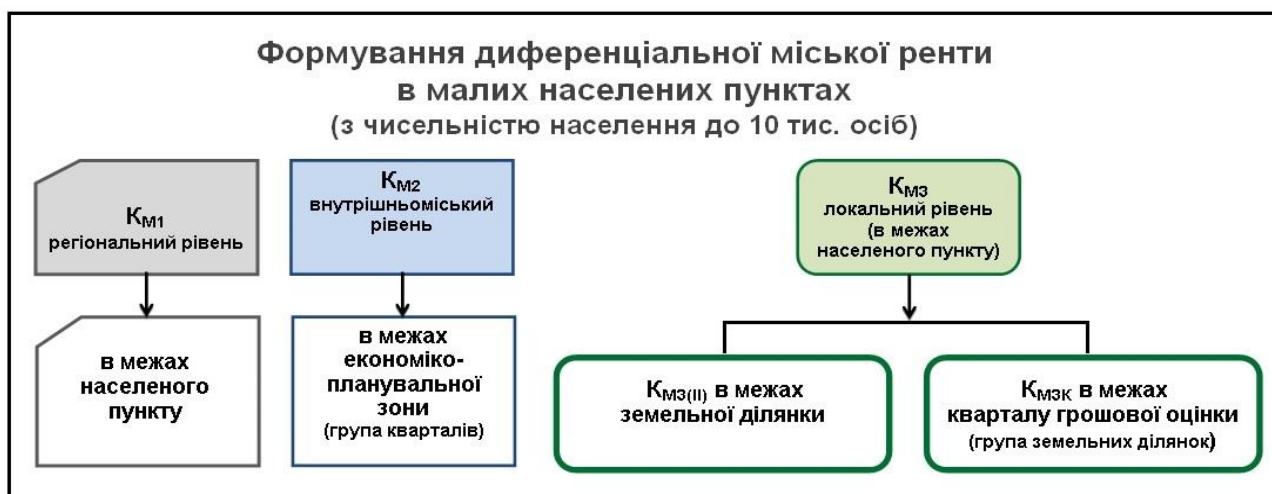 Формування диференціальної міської ренти
в малих населених пунктах
(з чисельністю населення до 10 тис. осіб)
КМ1
регіональний рівень
КМ2
внутрішньоміський
рівень
КМ3
локальний рівень
(в межах
населеного пункту)
в межах
населеного
пункту
в межах
економіко-
планувальної
зони
(група кварталів)
КМ3(ІІ) в межах
земельної ділянки
КМ3К в межах
кварталу грошової оцінки
(група земельних ділянок)